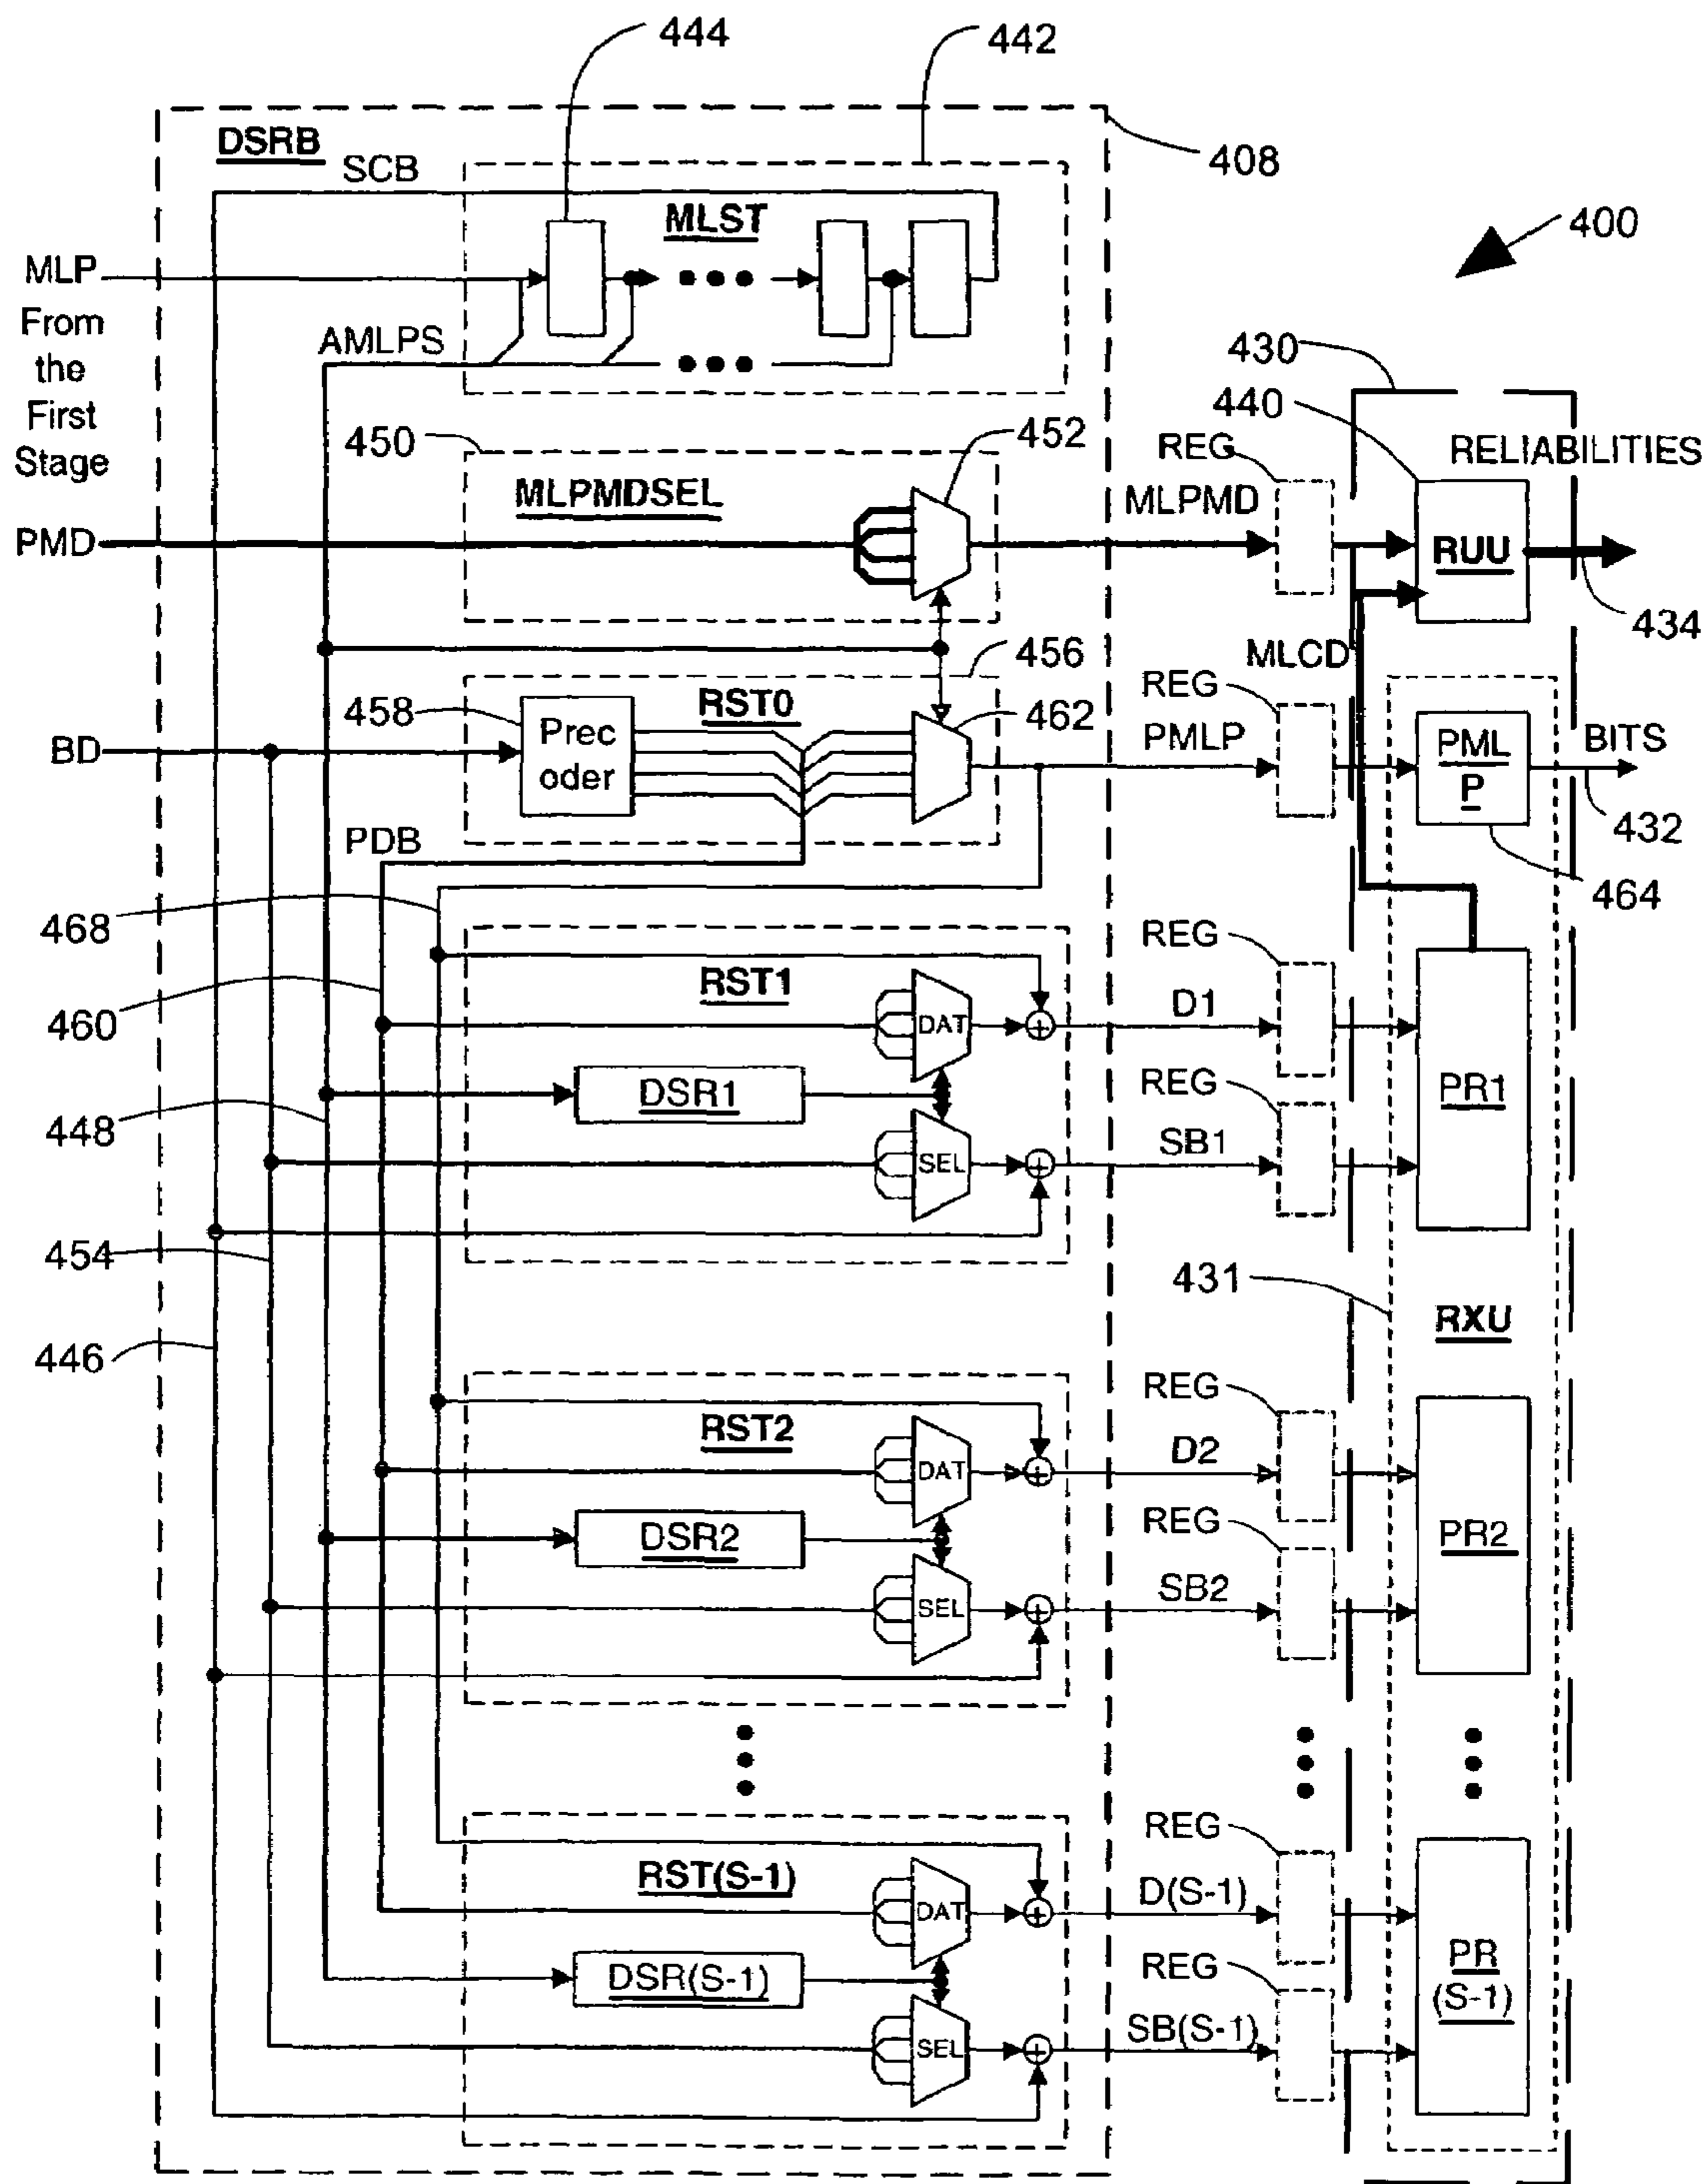 444
442
408
DSRB
SCB
MLST
400
MLP
From
the
First
Stage
AMLPS
430
440
450
452
REG
RELIABILITIES
MLPMDSEL
MLPMD
PMD
RUU
434
MLCD
456
REG
458
RST0
462
PMLP
BD
Prec
oder
PML
P
BITS
432
PDB
464
468
REG
RST1
D1
460
DAT
REG
DSR1
PR1
448
SB1
SEL
454
431
RXU
446
REG
RST2
D2
DAT
REG
DSR2
PR2
SB2
SEL
REG
RST(S-1)
D(S-1)
DAT
REG
DSR(S-1)
PR
(S-1)
SB(S-1)
SEL